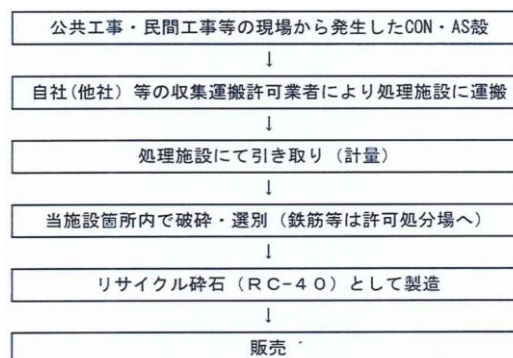 公共工事・民間工事等の現場から発生したCON・AS殻
↓
自社(他社)等の収集運搬許可業者により処理施設に運搬
↓
処理施設にて引き取り(計量)
↓
当施設箇所内で破砕・選別(鉄筋等は許可処分場へ)
↓
リサイクル砕石(RC-40)として製造
↓
販売